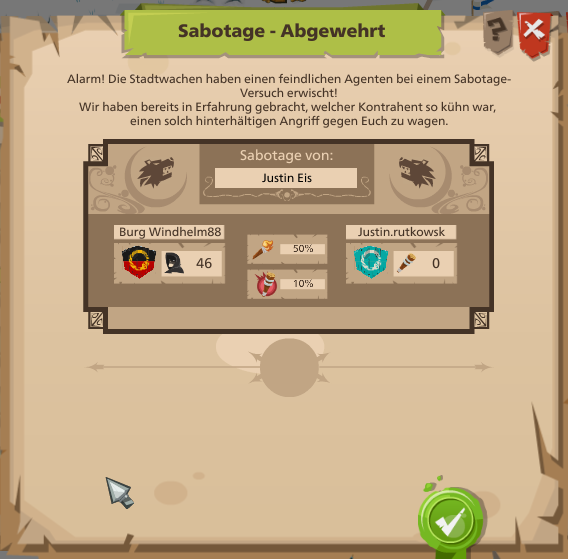 Sabotage - Abgewehrt
?
Alarm! Die Stadtwachen haben einen feindlichen Agenten bei einem Sabotage-
Versuch erwischt!
Wir haben bereits in Erfahrung gebracht, welcher Kontrahent so kühn war,
einen solch hinterhältigen Angriff gegen Euch zu wagen.
Sabotage von:
Justin Eis
Burg Windhelm88
Justin.rutkowsk
46
50%
0
10%